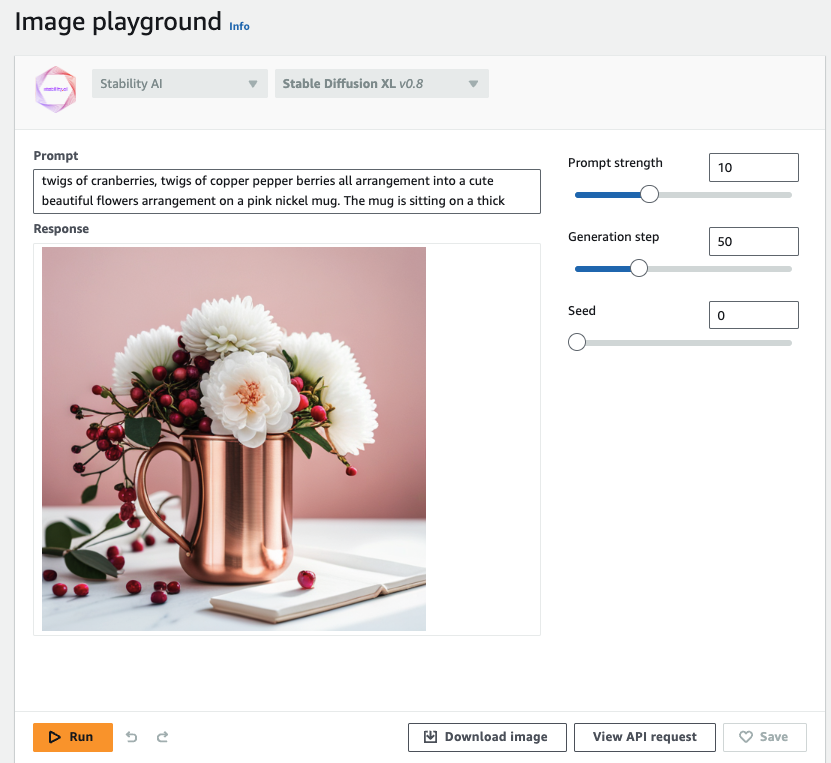 Image playground Info
stability.ai
Stability AI
Stable Diffusion XL v0.8
Prompt
twigs of cranberries, twigs of copper pepper berries all arrangement into a cute
beautiful flowers arrangement on a pink nickel mug. The mug is sitting on a thick
Response
Prompt strength
10
Generation step
50
Seed
0
Run
Download image
View API request
Save